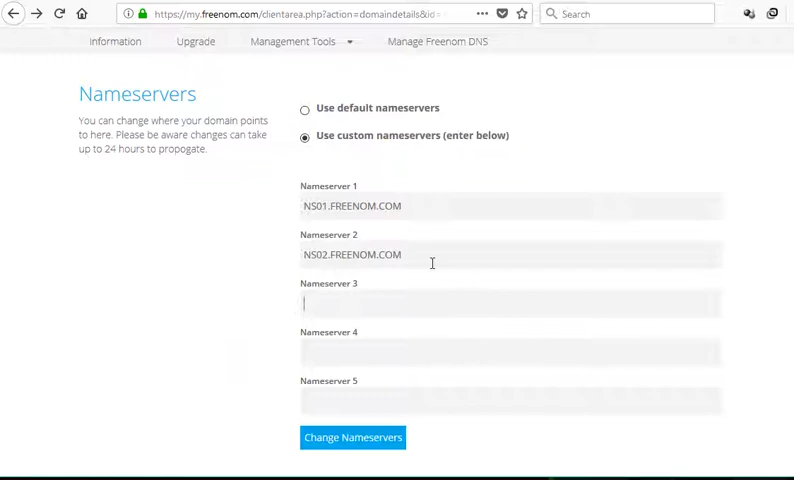 https://my.freenom.com/clientarea.php?action=domaindetails&id=
Search
Information
Upgrade
Management Tools
Manage Freenom DNS
Nameservers
You can change where your domain points
to here. Please be aware changes can take
up to 24 hours to propogate.
Use default nameservers
Use custom nameservers (enter below)
Nameserver 1
NS01.FREENOM.COM
Nameserver 2
NS02.FREENOM.COM
Nameserver 3
Nameserver 4
Nameserver 5
Change Nameservers